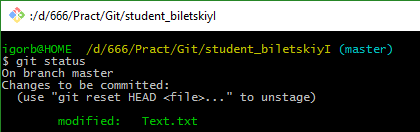 :/d/666/Pract/Git/student_biletskiyI
igorb@HOME /d/666/Pract/Git/student_biletskiyI (master)
$ git status
On branch master
Changes to be committed:
  (use "git reset HEAD <file>..." to unstage)
        modified:   Text.txt